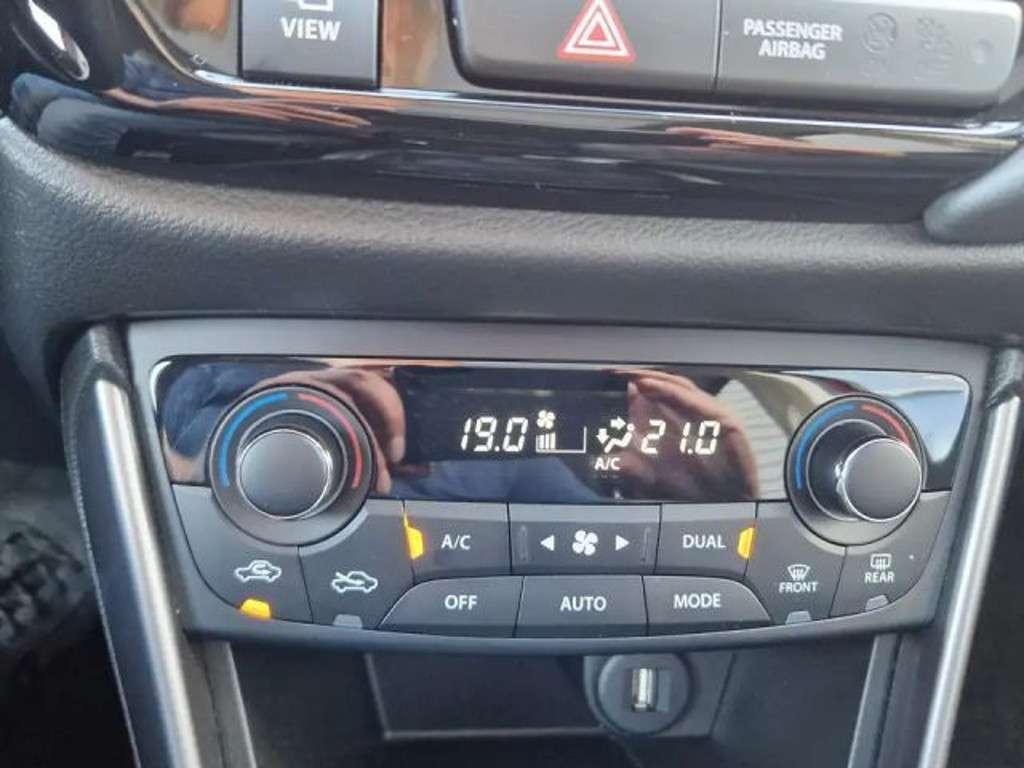 VIEW
PASSENGER
AIRBAG
19.0
21.0
A/C
A/C
DUAL
FRONT
REAR
OFF
AUTO
MODE